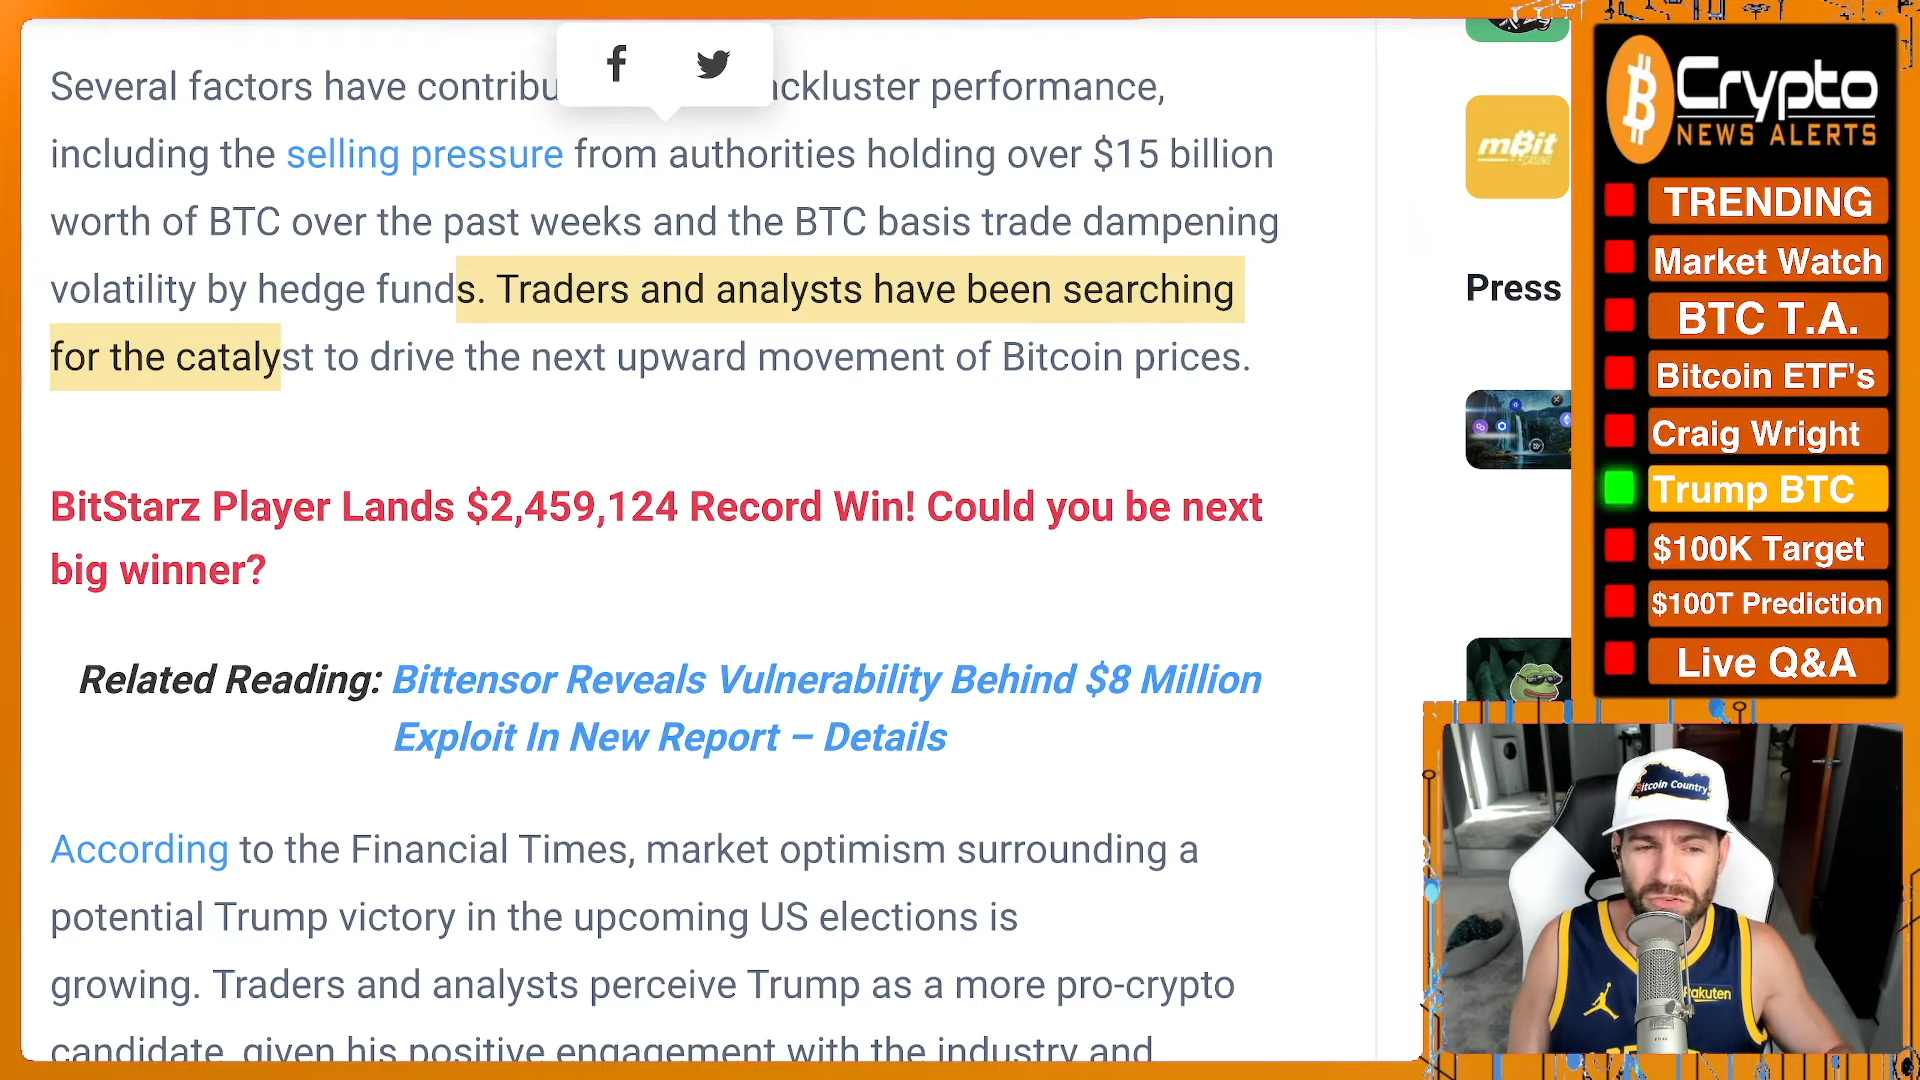 Several factors have contribu ckluster performance,
including the selling pressure from authorities holding over $15 billion
worth of BTC over the past weeks and the BTC basis trade dampening
volatility by hedge funds. Traders and analysts have been searching
for the catalyst to drive the next upward movement of Bitcoin prices.
BitStarz Player Lands $2,459,124 Record Win! Could you be next
big winner?
Related Reading: Bittensor Reveals Vulnerability Behind $8 Million
Exploit In New Report – Details
According to the Financial Times, market optimism surrounding a
potential Trump victory in the upcoming US elections is
growing. Traders and analysts perceive Trump as a more pro-crypto
candidate, given his positive engagement with the industry and
mBit
CASINO
Press
Crypto
NEWS ALERTS
TRENDING
Market Watch
BTC T.A.
Bitcoin ETF's
Craig Wright
Trump BTC
$100K Target
$100T Prediction
Live Q&A
Bitcoin Country
Rakuten